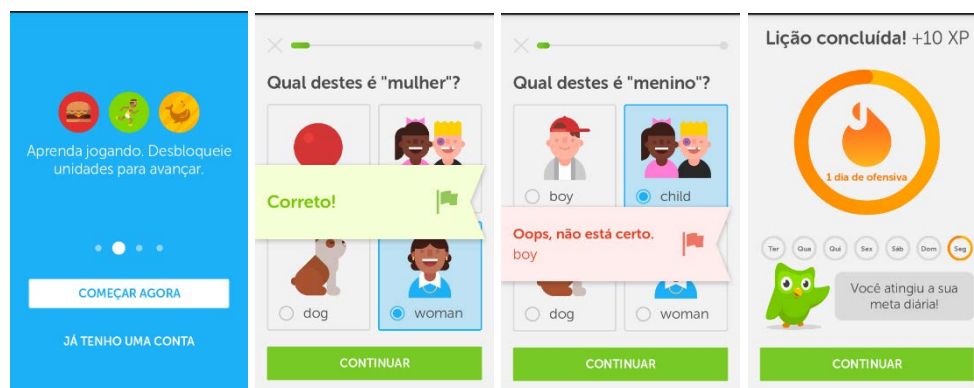 Aprenda jogando. Desbloqueie
unidades para avançar.
COMEÇAR AGORA
JÁ TENHO UMA CONTA
Qual destes é "mulher"?
Correto!
dog
woman
CONTINUAR
Qual destes é "menino"?
boy
child
Oops, não está certo.
boy
dog
woman
CONTINUAR
Lição concluída! +10 XP
1 dia de ofensiva
Ter
Qua
Qui
Sex
Sáb
Dom
Seg
Você atingiu a sua
meta diária!
CONTINUAR